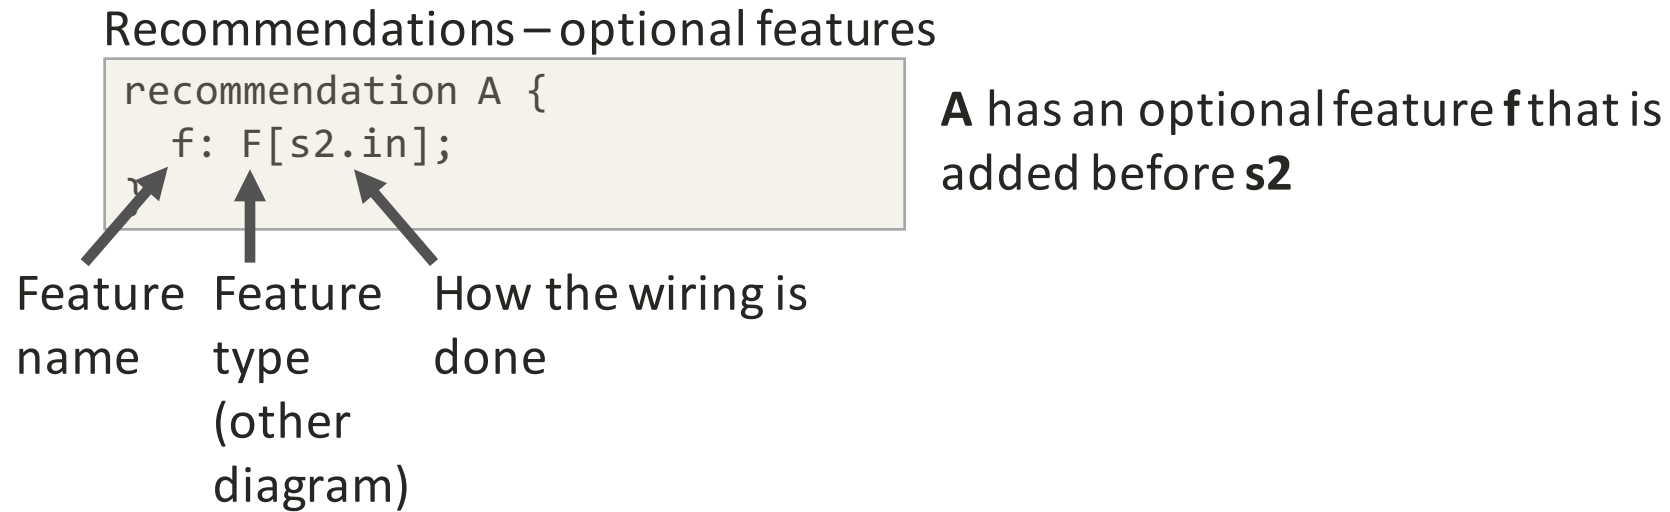 Recommendations – optional features
recommendation A {
f: F[s2.in];
}
A has an optional feature f that is
added before s2
Feature
name
Feature
type
(other
diagram)
How the wiring is
done